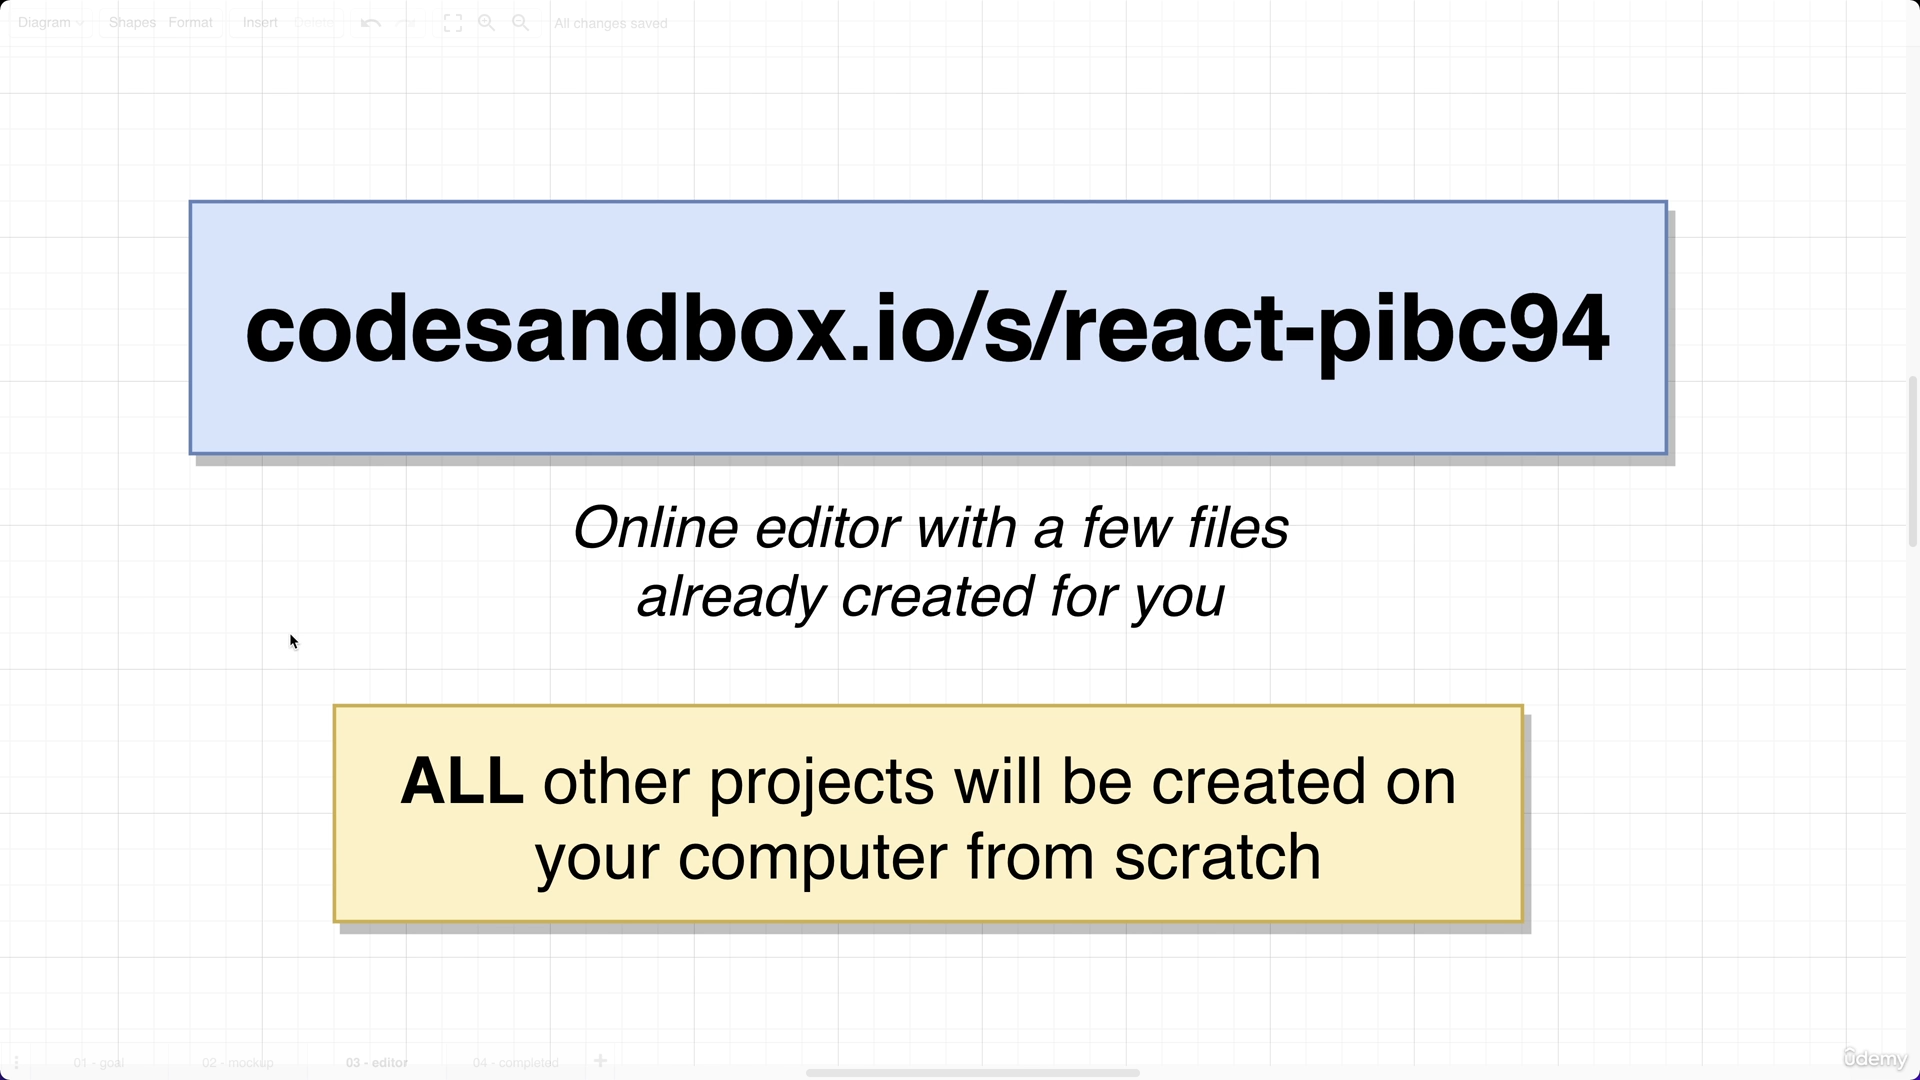 Diagram Shapes Format Insert Delete All changes saved
codesandbox.io/s/react-pibc94
Online editor with a few files
already created for you
ALL other projects will be created on
your computer from scratch
01 - goal 02 - mockup 03 - editor 04 - completed
ûdemy